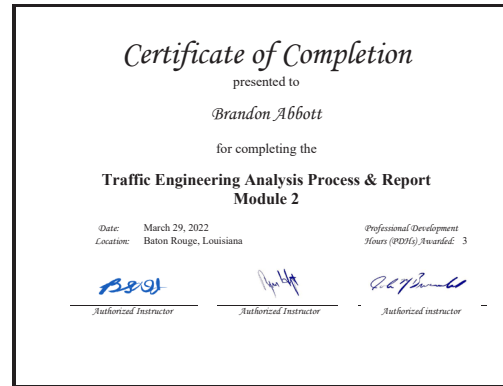 Certificate of Completion
presented to
Brandon Abbott
for completing the
Traffic Engineering Analysis Process & Report
Module 2
Date: March 29, 2022
Location: Baton Rouge, Louisiana
Professional Development
Hours (PDHs) Awarded: 3
Authorized Instructor
Authorized Instructor
Authorized instructor